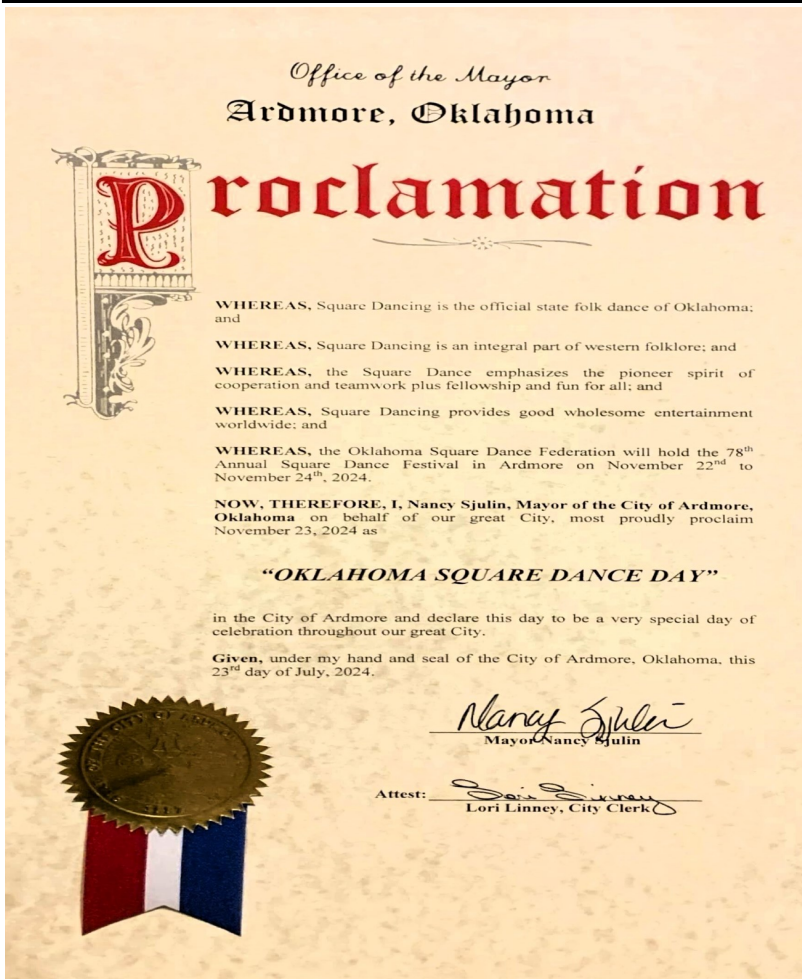 Office of the Mayor
Ardmore, Oklahoma
Proclamation
WHEREAS, Square Dancing is the official state folk dance of Oklahoma;
and
WHEREAS, Square Dancing is an integral part of western folklore; and
WHEREAS, the Square Dance emphasizes the pioneer spirit of
cooperation and teamwork plus fellowship and fun for all; and
WHEREAS, Square Dancing provides good wholesome entertainment
worldwide; and
WHEREAS, the Oklahoma Square Dance Federation will hold the 78th
Annual Square Dance Festival in Ardmore on November 22nd to
November 24th, 2024.
NOW, THEREFORE, I, Nancy Sjulin, Mayor of the City of Ardmore,
Oklahoma on behalf of our great City, most proudly proclaim
November 23, 2024 as
“OKLAHOMA SQUARE DANCE DAY”
in the City of Ardmore and declare this day to be a very special day of
celebration throughout our great City.
Given, under my hand and seal of the City of Ardmore, Oklahoma, this
23rd day of July, 2024.
Nancy Sjulin
Mayor Nancy Sjulin
Attest: Lori Linney
Lori Linney, City Clerk